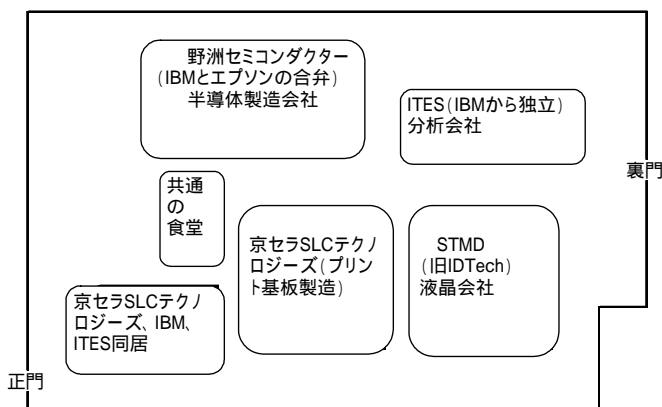 野洲セミコンダクター
(IBMとエプソンの合弁)
半導体製造会社
ITES(IBMから独立)
分析会社
裏門
共通
の
食堂
京セラSLCテクノ
ロジーズ(プリン
ト基板製造)
STMD
(旧IDTech)
液晶会社
京セラSLCテクノ
ロジーズ、IBM、
ITES同居
正門